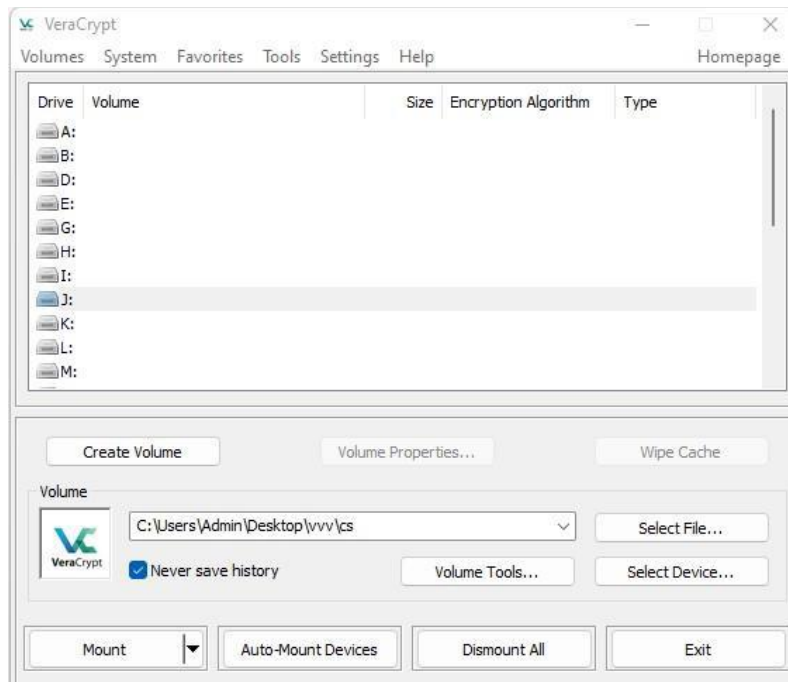 VeraCrypt
Volumes System Favorites Tools Settings Help Homepage
Drive Volume Size Encryption Algorithm Type
A:
B:
D:
E:
G:
H:
I:
J:
K:
L:
M:
Create Volume Volume Properties... Wipe Cache
Volume
C:\Users\Admin\Desktop\vvv\cs Select File...
VeraCrypt
Never save history Volume Tools... Select Device...
Mount Auto-Mount Devices Dismount All Exit